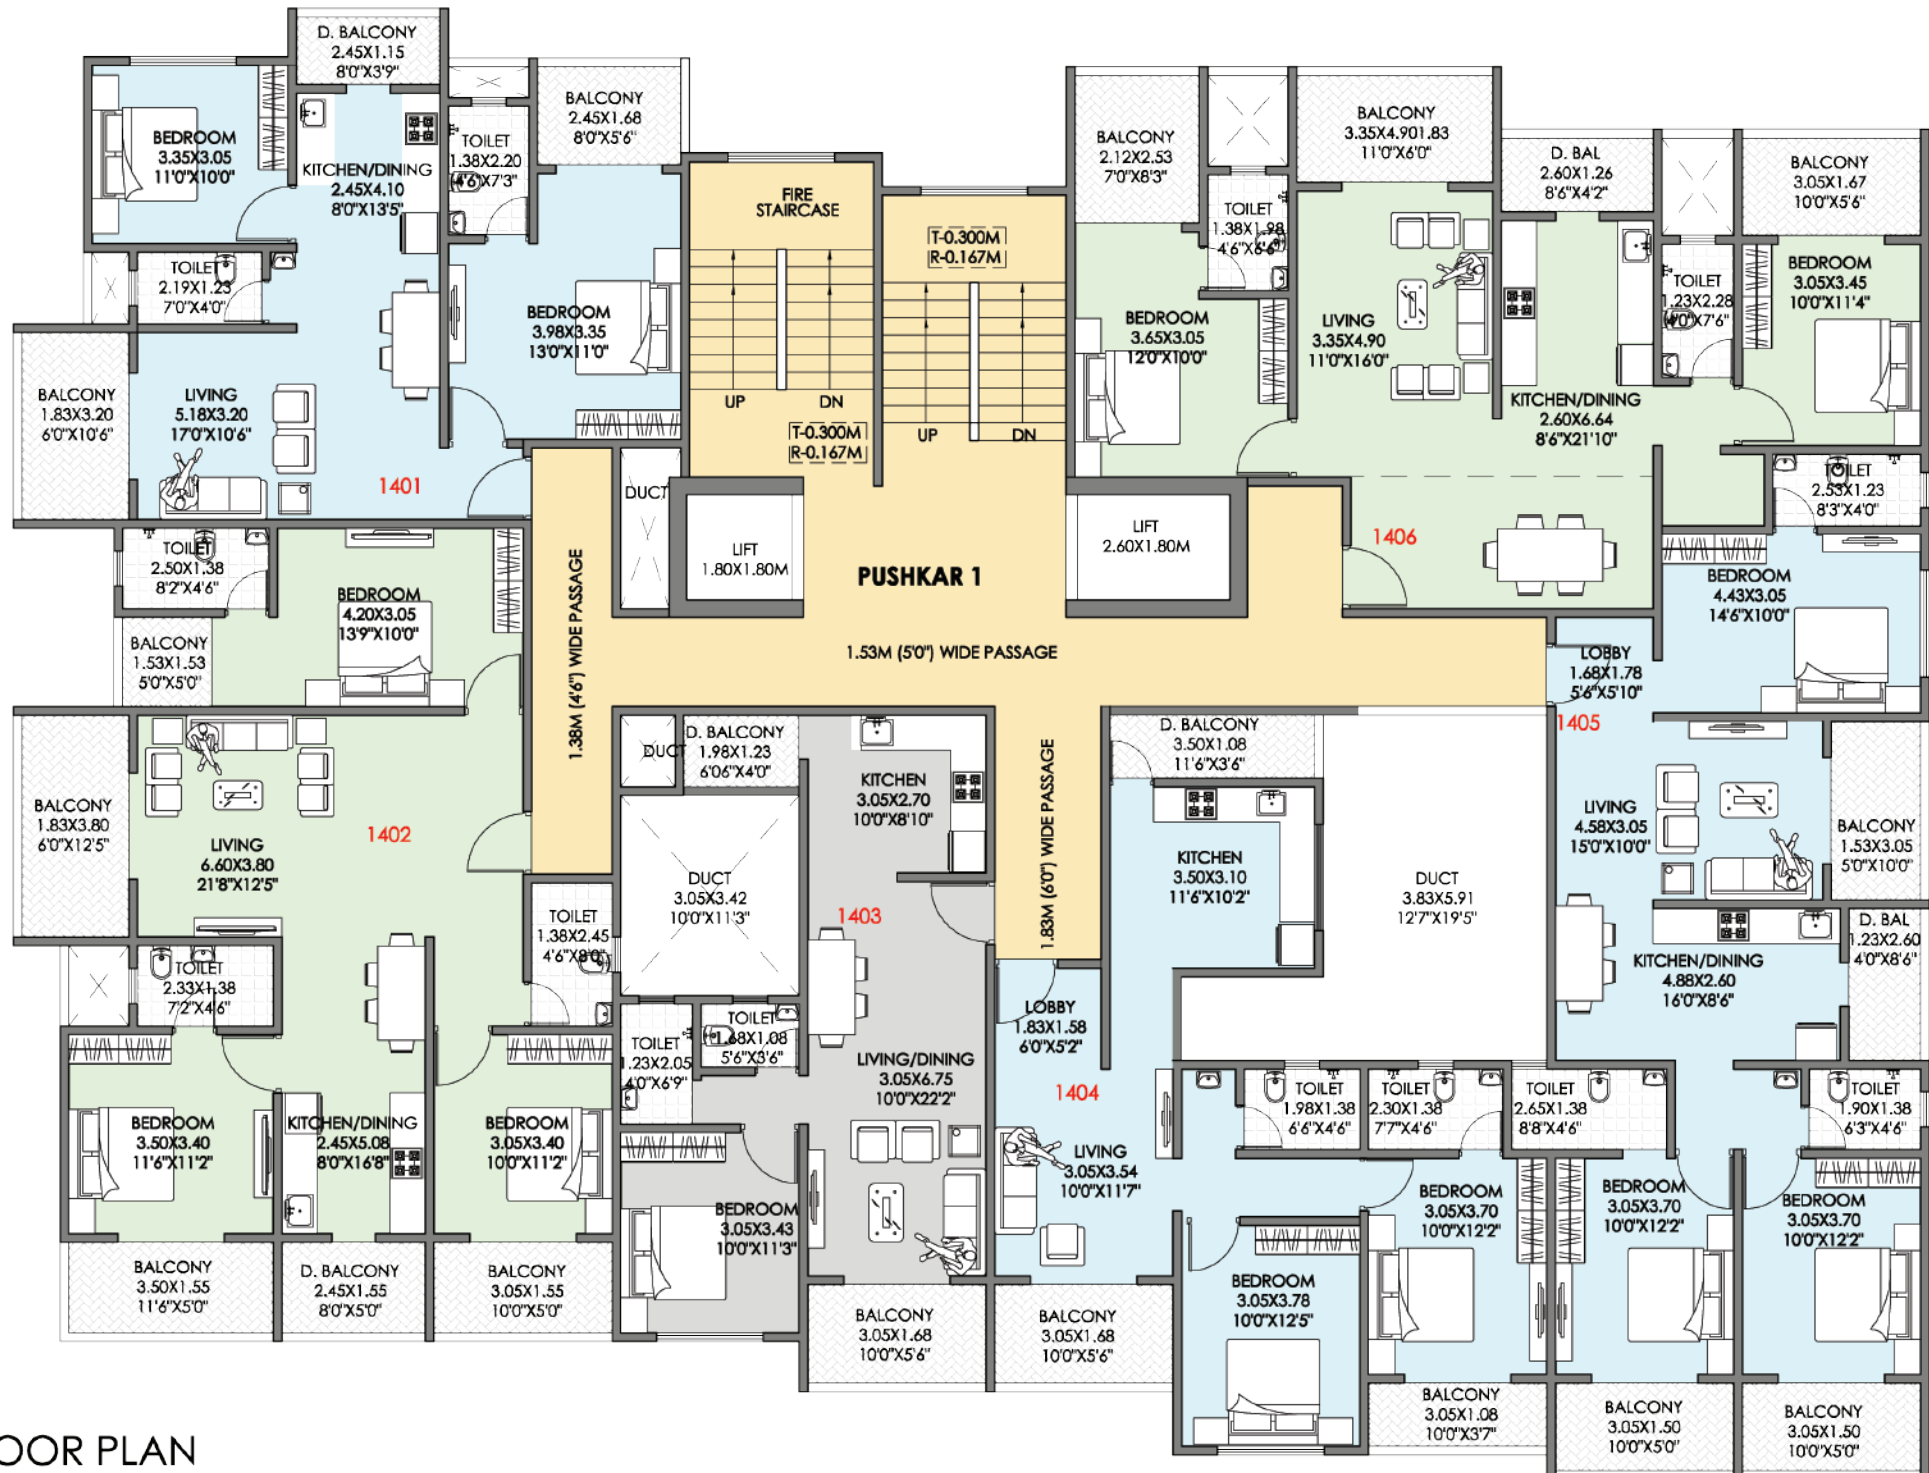 D. BALCONY
2.45X1.15
8'0"X3'9"
BEDROOM
3.35X3.05
11'0"X10'0"
KITCHEN/DINING
2.45X4.10
8'0"X13'5"
TOILET
1.38X2.20
4'6"X7'3"
BALCONY
2.45X1.68
8'0"X5'6"
TOILET
2.19X1.23
7'0"X4'0"
BEDROOM
3.98X3.35
13'0"X11'0"
BALCONY
1.83X3.20
6'0"X10'6"
LIVING
5.18X3.20
17'0"X10'6"
1401
FIRE
STAIRCASE
UP
DN
T-0.300M
R-0.167M
T-0.300M
R-0.167M
UP
DN
BALCONY
2.12X2.53
7'0"X8'3"
BALCONY
3.35X4.901.83
11'0"X6'0"
D. BAL
2.60X1.26
8'6"X4'2"
BALCONY
3.05X1.67
10'0"X5'6"
TOILET
1.38X1.98
4'6"X6'6"
TOILET
1.23X2.28
4'0"X7'6"
BEDROOM
3.05X3.45
10'0"X11'4"
BEDROOM
3.65X3.05
12'0"X10'0"
LIVING
3.35X4.90
11'0"X16'0"
KITCHEN/DINING
2.60X6.64
8'6"X21'10"
TOILET
2.53X1.23
8'3"X4'0"
1406
DUCT
LIFT
1.80X1.80M
PUSHKAR 1
LIFT
2.60X1.80M
1.38M (4'6") WIDE PASSAGE
1.53M (5'0") WIDE PASSAGE
TOILET
2.50X1.38
8'2"X4'6"
BEDROOM
4.20X3.05
13'9"X10'0"
BALCONY
1.53X1.53
5'0"X5'0"
BEDROOM
4.43X3.05
14'6"X10'0"
LOBBY
1.68X1.78
5'6"X5'10"
1405
BALCONY
1.83X3.80
6'0"X12'5"
LIVING
6.60X3.80
21'8"X12'5"
1402
DUCT
D. BALCONY
1.98X1.23
6'06"X4'0"
KITCHEN
3.05X2.70
10'0"X8'10"
1.83M (6'0") WIDE PASSAGE
D. BALCONY
3.50X1.08
11'6"X3'6"
KITCHEN
3.50X3.10
11'6"X10'2"
DUCT
3.83X5.91
12'7"X19'5"
LIVING
4.58X3.05
15'0"X10'0"
BALCONY
1.53X3.05
5'0"X10'0"
DUCT
3.05X3.42
10'0"X11'3"
1403
TOILET
1.38X2.45
4'6"X8'0"
D. BAL
1.23X2.60
4'0"X8'6"
KITCHEN/DINING
4.88X2.60
16'0"X8'6"
TOILET
2.33X1.38
7'2"X4'6"
TOILET
1.23X2.05
4'0"X6'9"
TOILET
1.68X1.08
5'6"X3'6"
LIVING/DINING
3.05X6.75
10'0"X22'2"
LOBBY
1.83X1.58
6'0"X5'2"
1404
TOILET
1.98X1.38
6'6"X4'6"
TOILET
2.30X1.38
7'7"X4'6"
TOILET
2.65X1.38
8'8"X4'6"
TOILET
1.90X1.38
6'3"X4'6"
BEDROOM
3.50X3.40
11'6"X11'2"
KITCHEN/DINING
2.45X5.08
8'0"X16'8"
BEDROOM
3.05X3.40
10'0"X11'2"
LIVING
3.05X3.54
10'0"X11'7"
BEDROOM
3.05X3.43
10'0"X11'3"
BEDROOM
3.05X3.70
10'0"X12'2"
BEDROOM
3.05X3.70
10'0"X12'2"
BEDROOM
3.05X3.70
10'0"X12'2"
BALCONY
3.50X1.55
11'6"X5'0"
D. BALCONY
2.45X1.55
8'0"X5'0"
BALCONY
3.05X1.55
10'0"X5'0"
BEDROOM
3.05X3.78
10'0"X12'5"
BALCONY
3.05X1.68
10'0"X5'6"
BALCONY
3.05X1.68
10'0"X5'6"
BALCONY
3.05X1.08
10'0"X3'7"
BALCONY
3.05X1.50
10'0"X5'0"
BALCONY
3.05X1.50
10'0"X5'0"
OOR PLAN